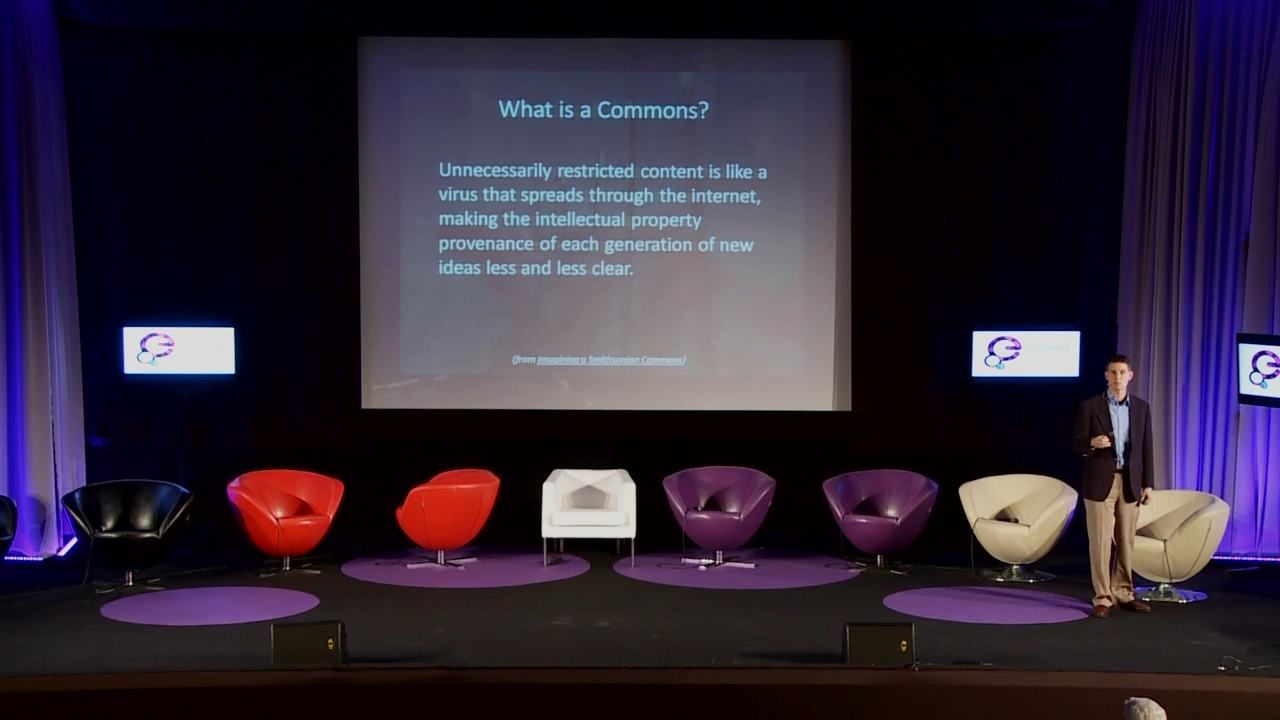 What is a Commons?
Unnecessarily restricted content is like a
virus that spreads through the internet,
making the intellectual property
provenance of each generation of new
ideas less and less clear.
(from Imagining a Smithsonian Commons)